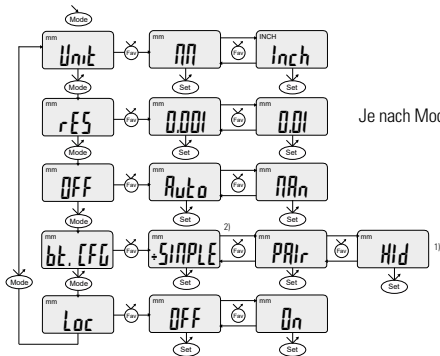 Mode
mm Unit Fav mm MM Fav INCH Inch
Mode Set Set
mm rES Fav mm 0.001 Fav mm 0.01
Je nach Mod
Mode Set Set
mm OFF Fav mm Auto Fav mm MAn
Mode Set Set
mm bt.CFG Fav mm ÷SIMPLE 2) Fav mm PAIr Fav mm HId 1)
Mode Mode Set Set Set
mm Loc Fav mm OFF Fav mm On
Set Set